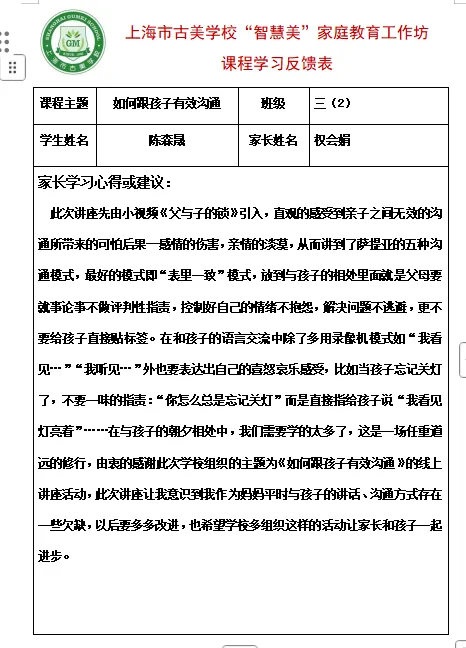 上海市古美学校“智慧美”家庭教育工作坊
课程学习反馈表
课程主题 如何跟孩子有效沟通 班级 三（2）
学生姓名 陈森晟 家长姓名 权会娟
家长学习心得或建议：
此次讲座先由小视频《父与子的谈》引入，直观的感受到亲子之间无效的沟
通所带来的可怕后果—感情的伤害，亲情的淡漠，从而讲到了萨提亚的五种沟
通模式，最好的模式即“表里一致”模式，放到与孩子的相处里面就是父母要
就事论事不做评判性指责，控制好自己的情绪不抱怨，解决问题不逃避，更不
要给孩子直接贴标签。在和孩子的语言交流中除了多用录像机模式如“我看
见…”“我听见…”外也要表达出自己的喜怒哀乐感受，比如当孩子忘记关灯
了，不要一味的指责：“你怎么总是忘记关灯”而是直接指给孩子说“我看见
灯亮着”……在与孩子的朝夕相处中，我们需要学的太多了，这是一场任重道
远的修行，由衷的感谢此次学校组织的主题为《如何跟孩子有效沟通》的线上
讲座活动，此次讲座让我意识到我作为妈妈平时与孩子的讲话、沟通方式存在
一些欠缺，以后要多多改进，也希望学校多组织这样的活动让家长和孩子一起
进步。